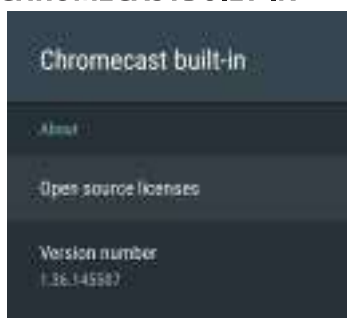 Chromecast built-in
About
Open source licenses
Version number
1.36.145507